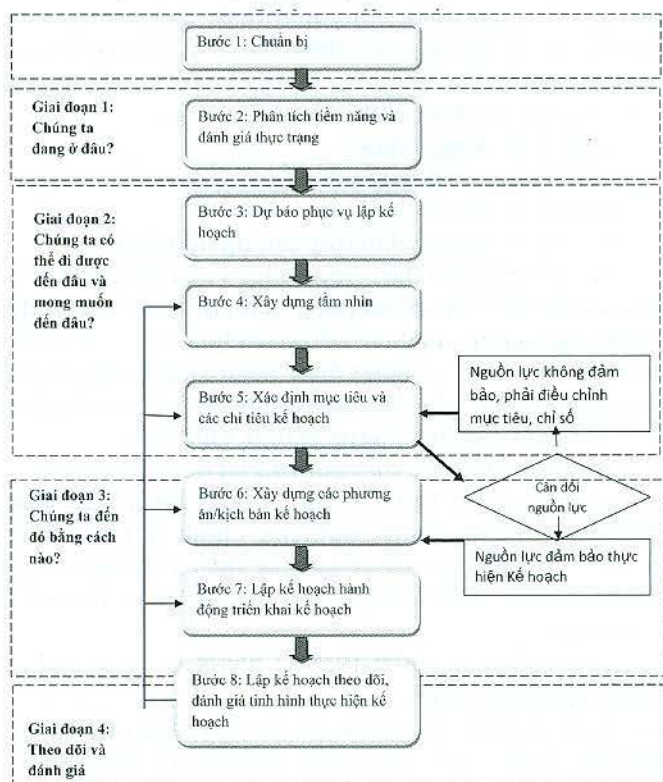 Bước 1: Chuẩn bị
Giai đoạn 1:
Chúng ta
đang ở đâu?
Bước 2: Phân tích tiềm năng và
đánh giá thực trạng
Giai đoạn 2:
Chúng ta có
thể đi được
đến đâu và
mong muốn
đến đâu?
Bước 3: Dự báo phục vụ lập kế
hoạch
Bước 4: Xây dựng tầm nhìn
Bước 5: Xác định mục tiêu và
các chỉ tiêu kế hoạch
Nguồn lực không đảm
bảo, phải điều chỉnh
mục tiêu, chỉ số
Cân đối
nguồn lực
Nguồn lực đảm bảo thực
hiện Kế hoạch
Giai đoạn 3:
Chúng ta đến
đó bằng cách
nào?
Bước 6: Xây dựng các phương
án/kịch bản kế hoạch
Bước 7: Lập kế hoạch hành
động triển khai kế hoạch
Bước 8: Lập kế hoạch theo dõi,
đánh giá tình hình thực hiện kế
hoạch
Giai đoạn 4:
Theo dõi và
đánh giá